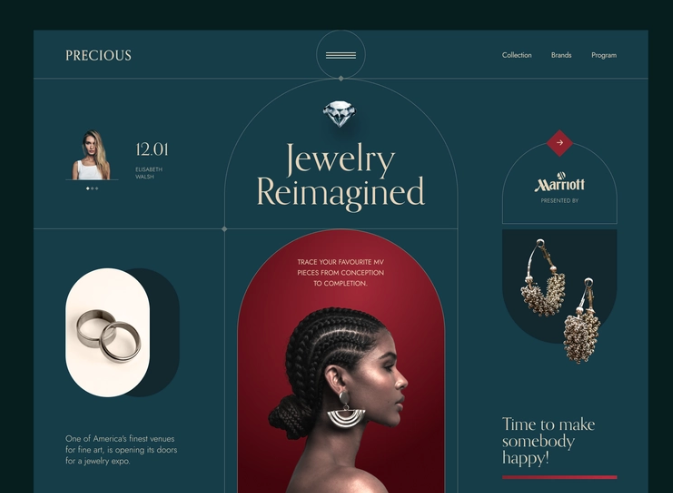 PRECIOUS
Collection Brands Program
12.01
ELISABETH
WALSH
Jewelry
Reimagined
Marriott
PRESENTED BY
TRACE YOUR FAVOURITE MV
PIECES FROM CONCEPTION
TO COMPLETION.
One of America's finest venues
for fine art, is opening its doors
for a jewelry expo.
Time to make
somebody
happy!